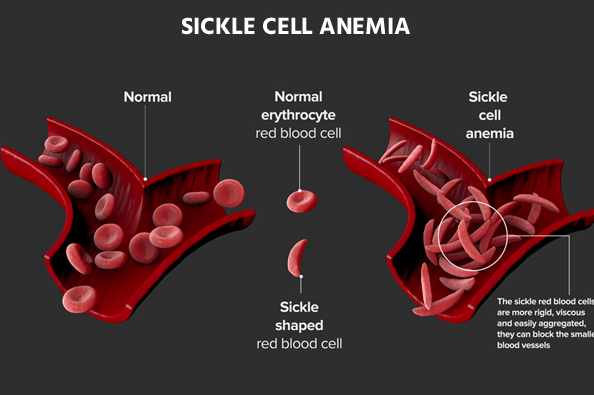 SICKLE CELL ANEMIA
Normal
Normal
erythrocyte
red blood cell
Sickle
cell
anemia
Sickle
shaped
red blood cell
The sickle red blood cells
are more rigid, viscous
and easily aggregated,
they can block the smalle
blood vessels